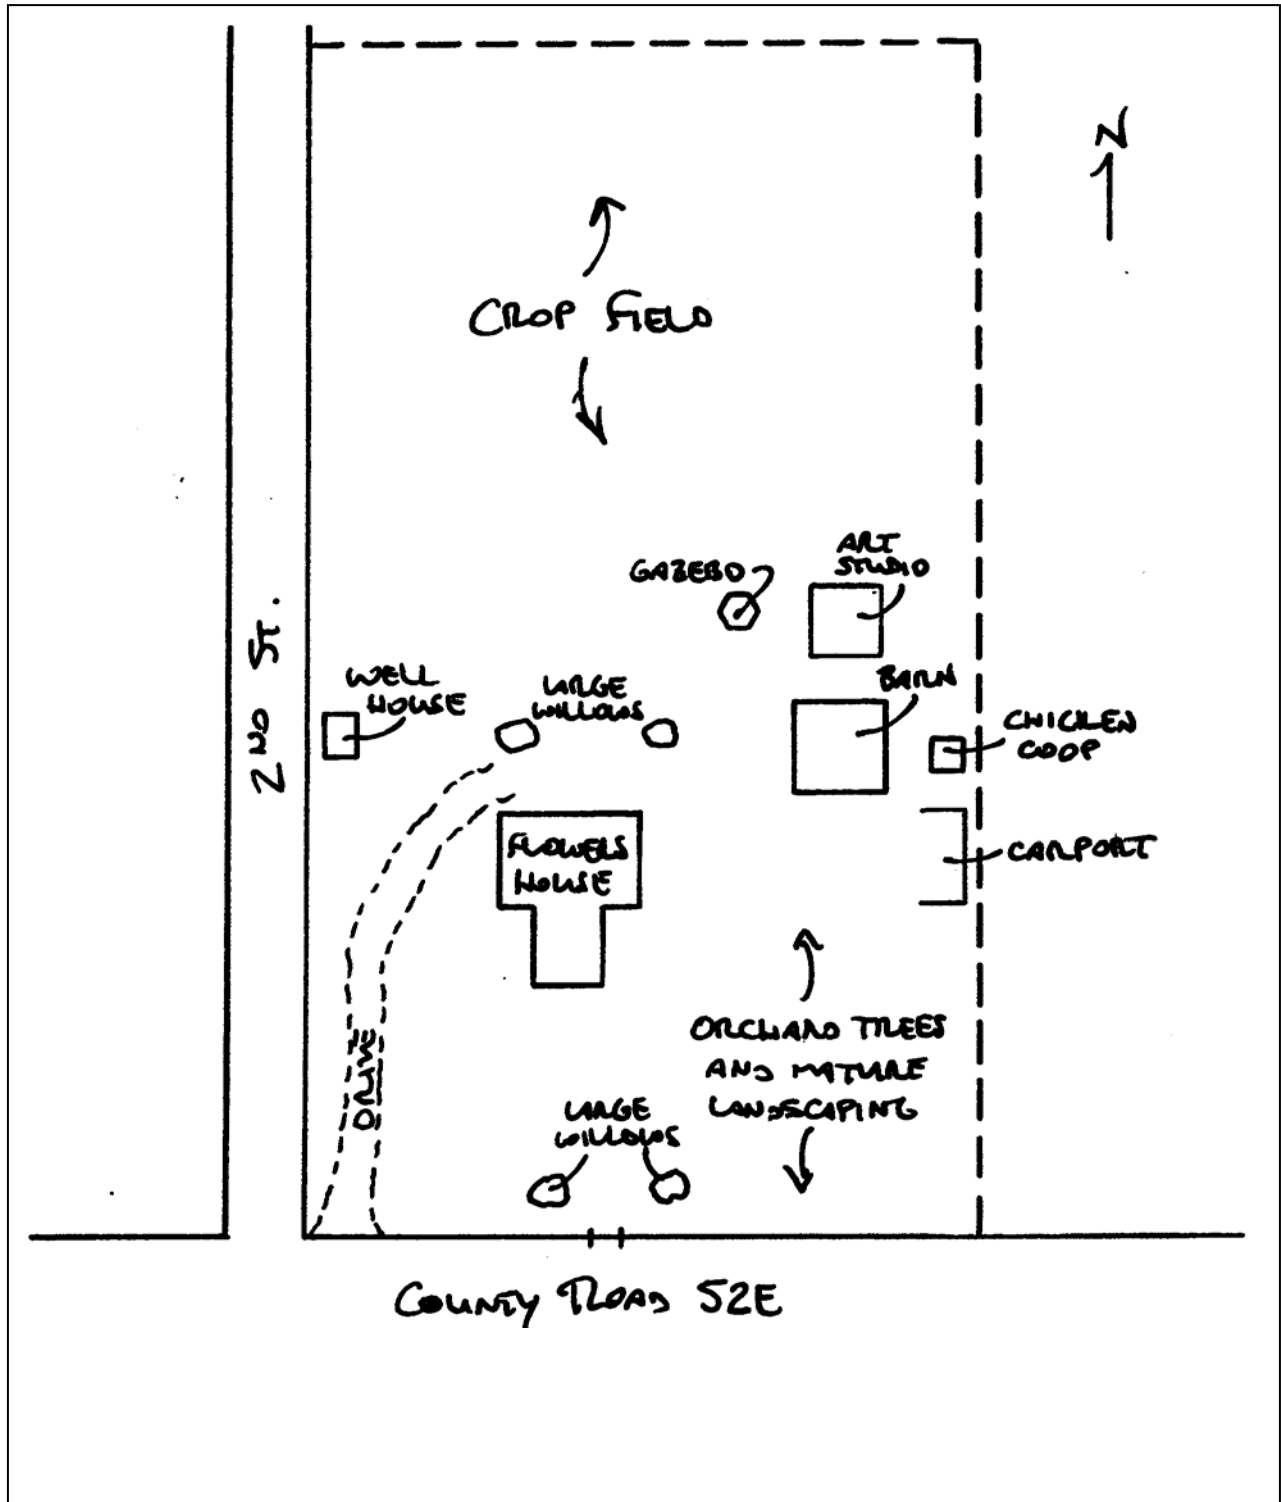 N
CROP FIELD
GAZEBO
ART
STUDIO
WELL
HOUSE
LARGE
WILLOWS
BARN
CHICKEN
COOP
2ND ST.
FLOWERS
HOUSE
CARPORT
ORCHARD TREES
AND MATURE
LANDSCAPING
DRIVE
LARGE
WILLOWS
COUNTY ROAD 52E